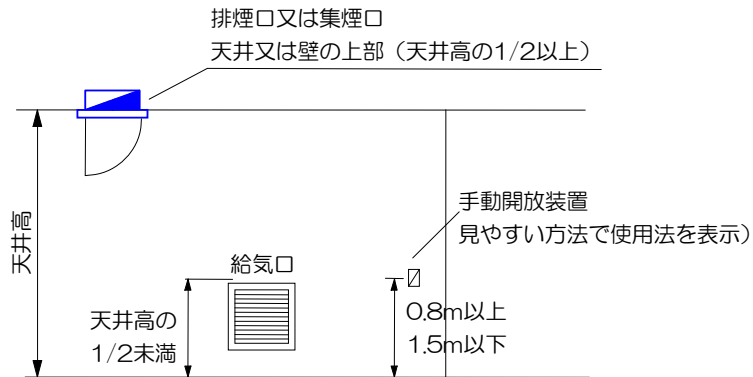 排煙口又は集煙口
天井又は壁の上部（天井高の1/2以上）
天井高
手動開放装置
見やすい方法で使用法を表示）
給気口
天井高の
1/2未満
0.8m以上
1.5m以下